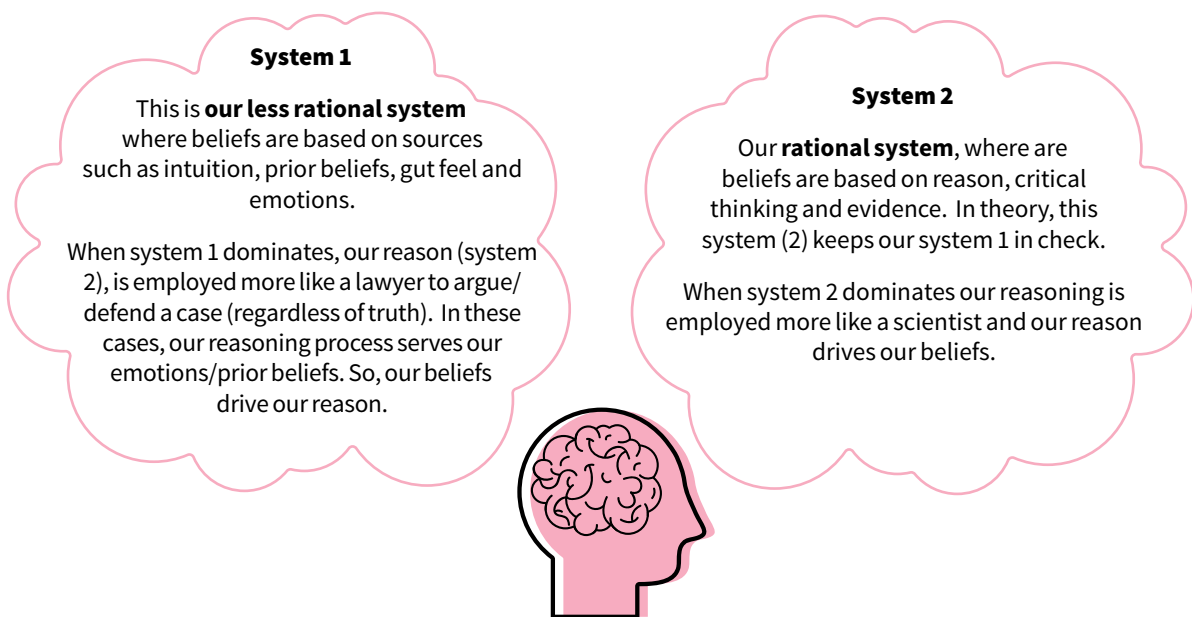 System 1
This is our less rational system
where beliefs are based on sources
such as intuition, prior beliefs, gut feel and
emotions.
When system 1 dominates, our reason (system
2), is employed more like a lawyer to argue/
defend a case (regardless of truth).  In these
cases, our reasoning process serves our
emotions/prior beliefs. So, our beliefs
drive our reason.
System 2
Our rational system, where are
beliefs are based on reason, critical
thinking and evidence.  In theory, this
system (2) keeps our system 1 in check.
When system 2 dominates our reasoning is
employed more like a scientist and our reason
drives our beliefs.